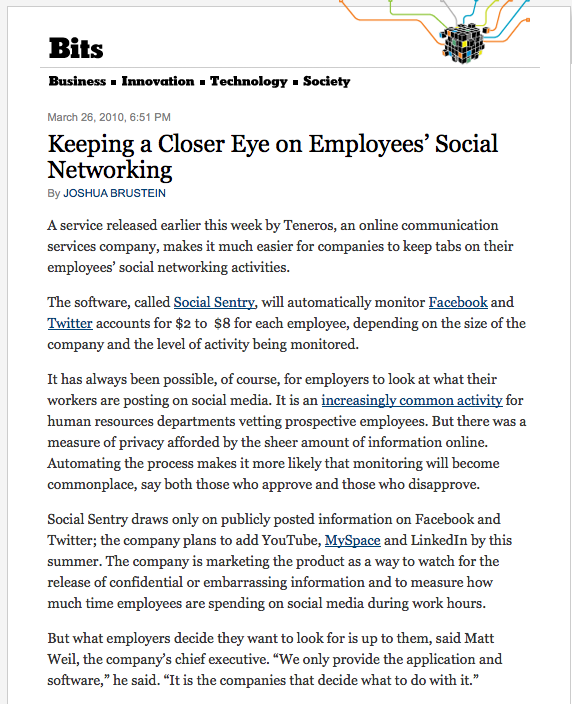 Bits
Business ▪ Innovation ▪ Technology ▪ Society
March 26, 2010, 6:51 PM
Keeping a Closer Eye on Employees’ Social
Networking
By JOSHUA BRUSTEIN
A service released earlier this week by Teneros, an online communication
services company, makes it much easier for companies to keep tabs on their
employees’ social networking activities.
The software, called Social Sentry, will automatically monitor Facebook and
Twitter accounts for $2 to $8 for each employee, depending on the size of the
company and the level of activity being monitored.
It has always been possible, of course, for employers to look at what their
workers are posting on social media. It is an increasingly common activity for
human resources departments vetting prospective employees. But there was a
measure of privacy afforded by the sheer amount of information online.
Automating the process makes it more likely that monitoring will become
commonplace, say both those who approve and those who disapprove.
Social Sentry draws only on publicly posted information on Facebook and
Twitter; the company plans to add YouTube, MySpace and LinkedIn by this
summer. The company is marketing the product as a way to watch for the
release of confidential or embarrassing information and to measure how
much time employees are spending on social media during work hours.
But what employers decide they want to look for is up to them, said Matt
Weil, the company’s chief executive. “We only provide the application and
software,” he said. “It is the companies that decide what to do with it.”